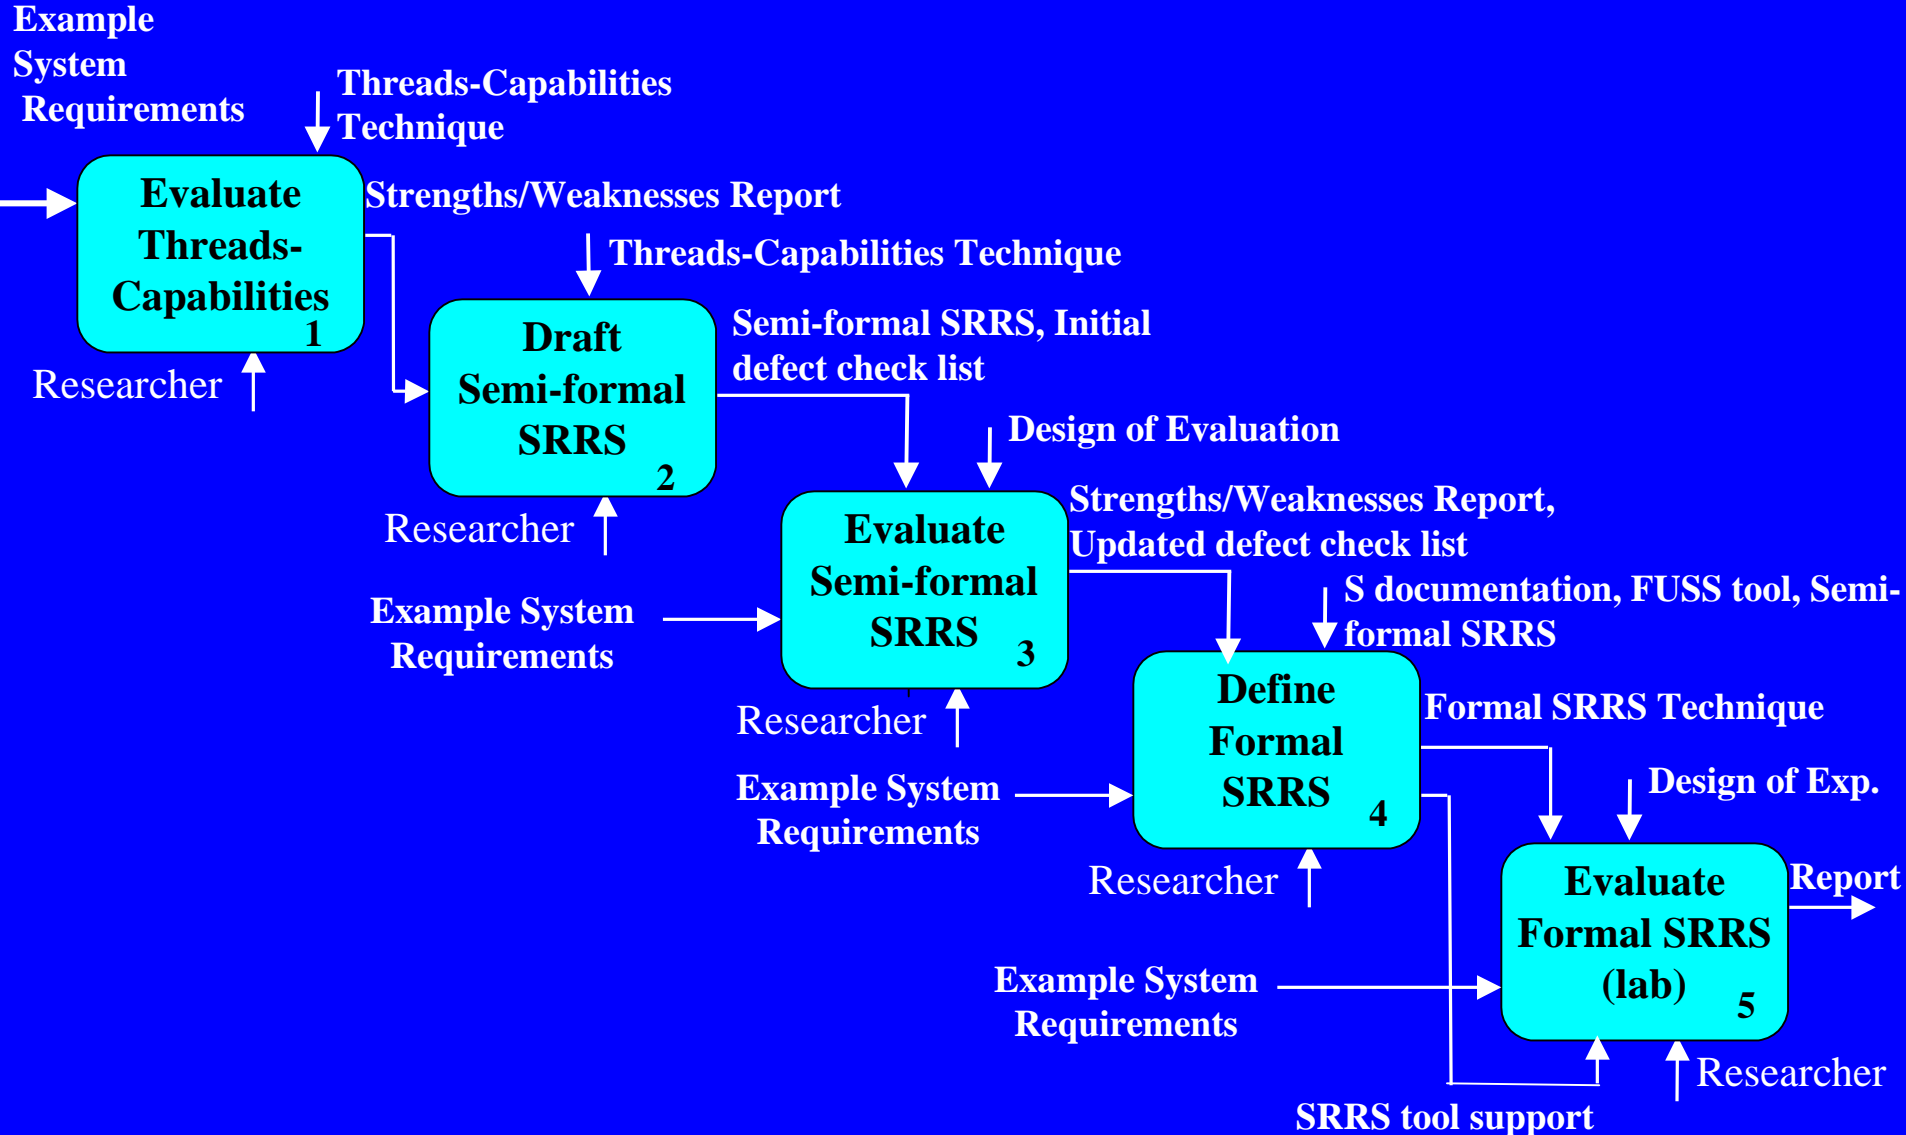 Example
System
Requirements
Threads-Capabilities
Technique
Evaluate
Threads-
Capabilities
1
Researcher
Strengths/Weaknesses Report
Threads-Capabilities Technique
Draft
Semi-formal
SRRS
2
Researcher
Semi-formal SRRS, Initial
defect check list
Design of Evaluation
Evaluate
Semi-formal
SRRS
3
Example System
Requirements
Researcher
Strengths/Weaknesses Report,
Updated defect check list
S documentation, FUSS tool, Semi-
formal SRRS
Define
Formal
SRRS
4
Example System
Requirements
Researcher
Formal SRRS Technique
Design of Exp.
Evaluate
Formal SRRS
(lab)
5
Report
Example System
Requirements
Researcher
SRRS tool support